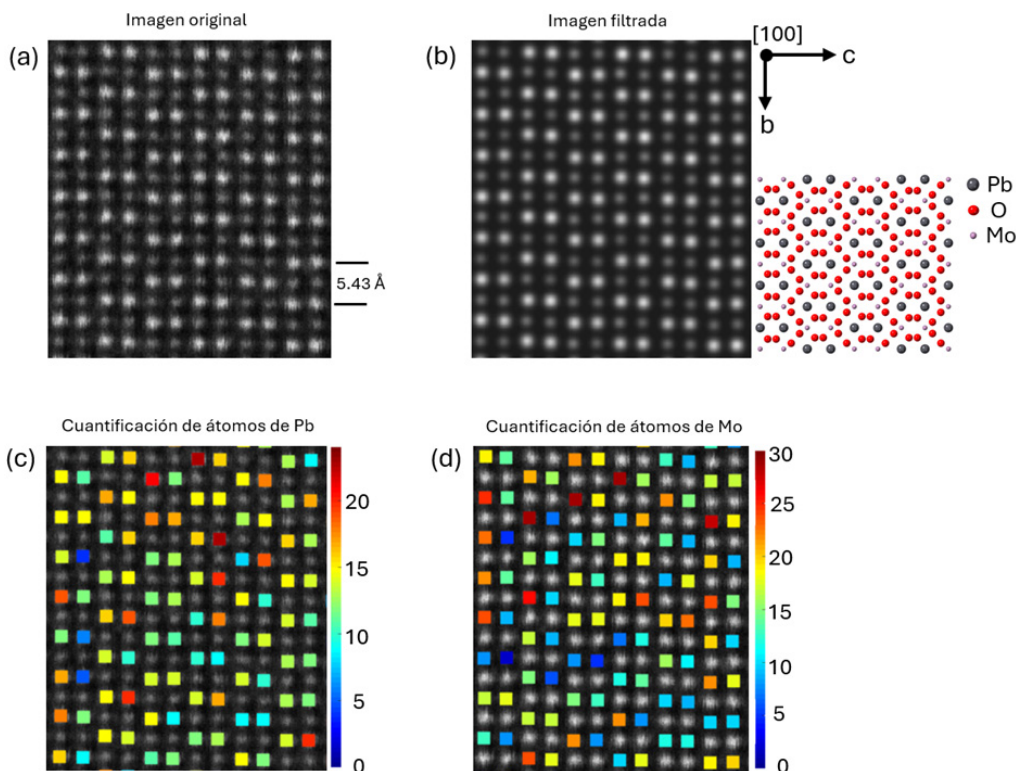 Imagen original
Imagen filtrada
(a)
(b)
[100]
c
b
5.43 Å
Pb
O
Mo
Cuantificación de átomos de Pb
Cuantificación de átomos de Mo
(c)
20
15
10
5
0
(d)
30
25
20
15
10
5
0